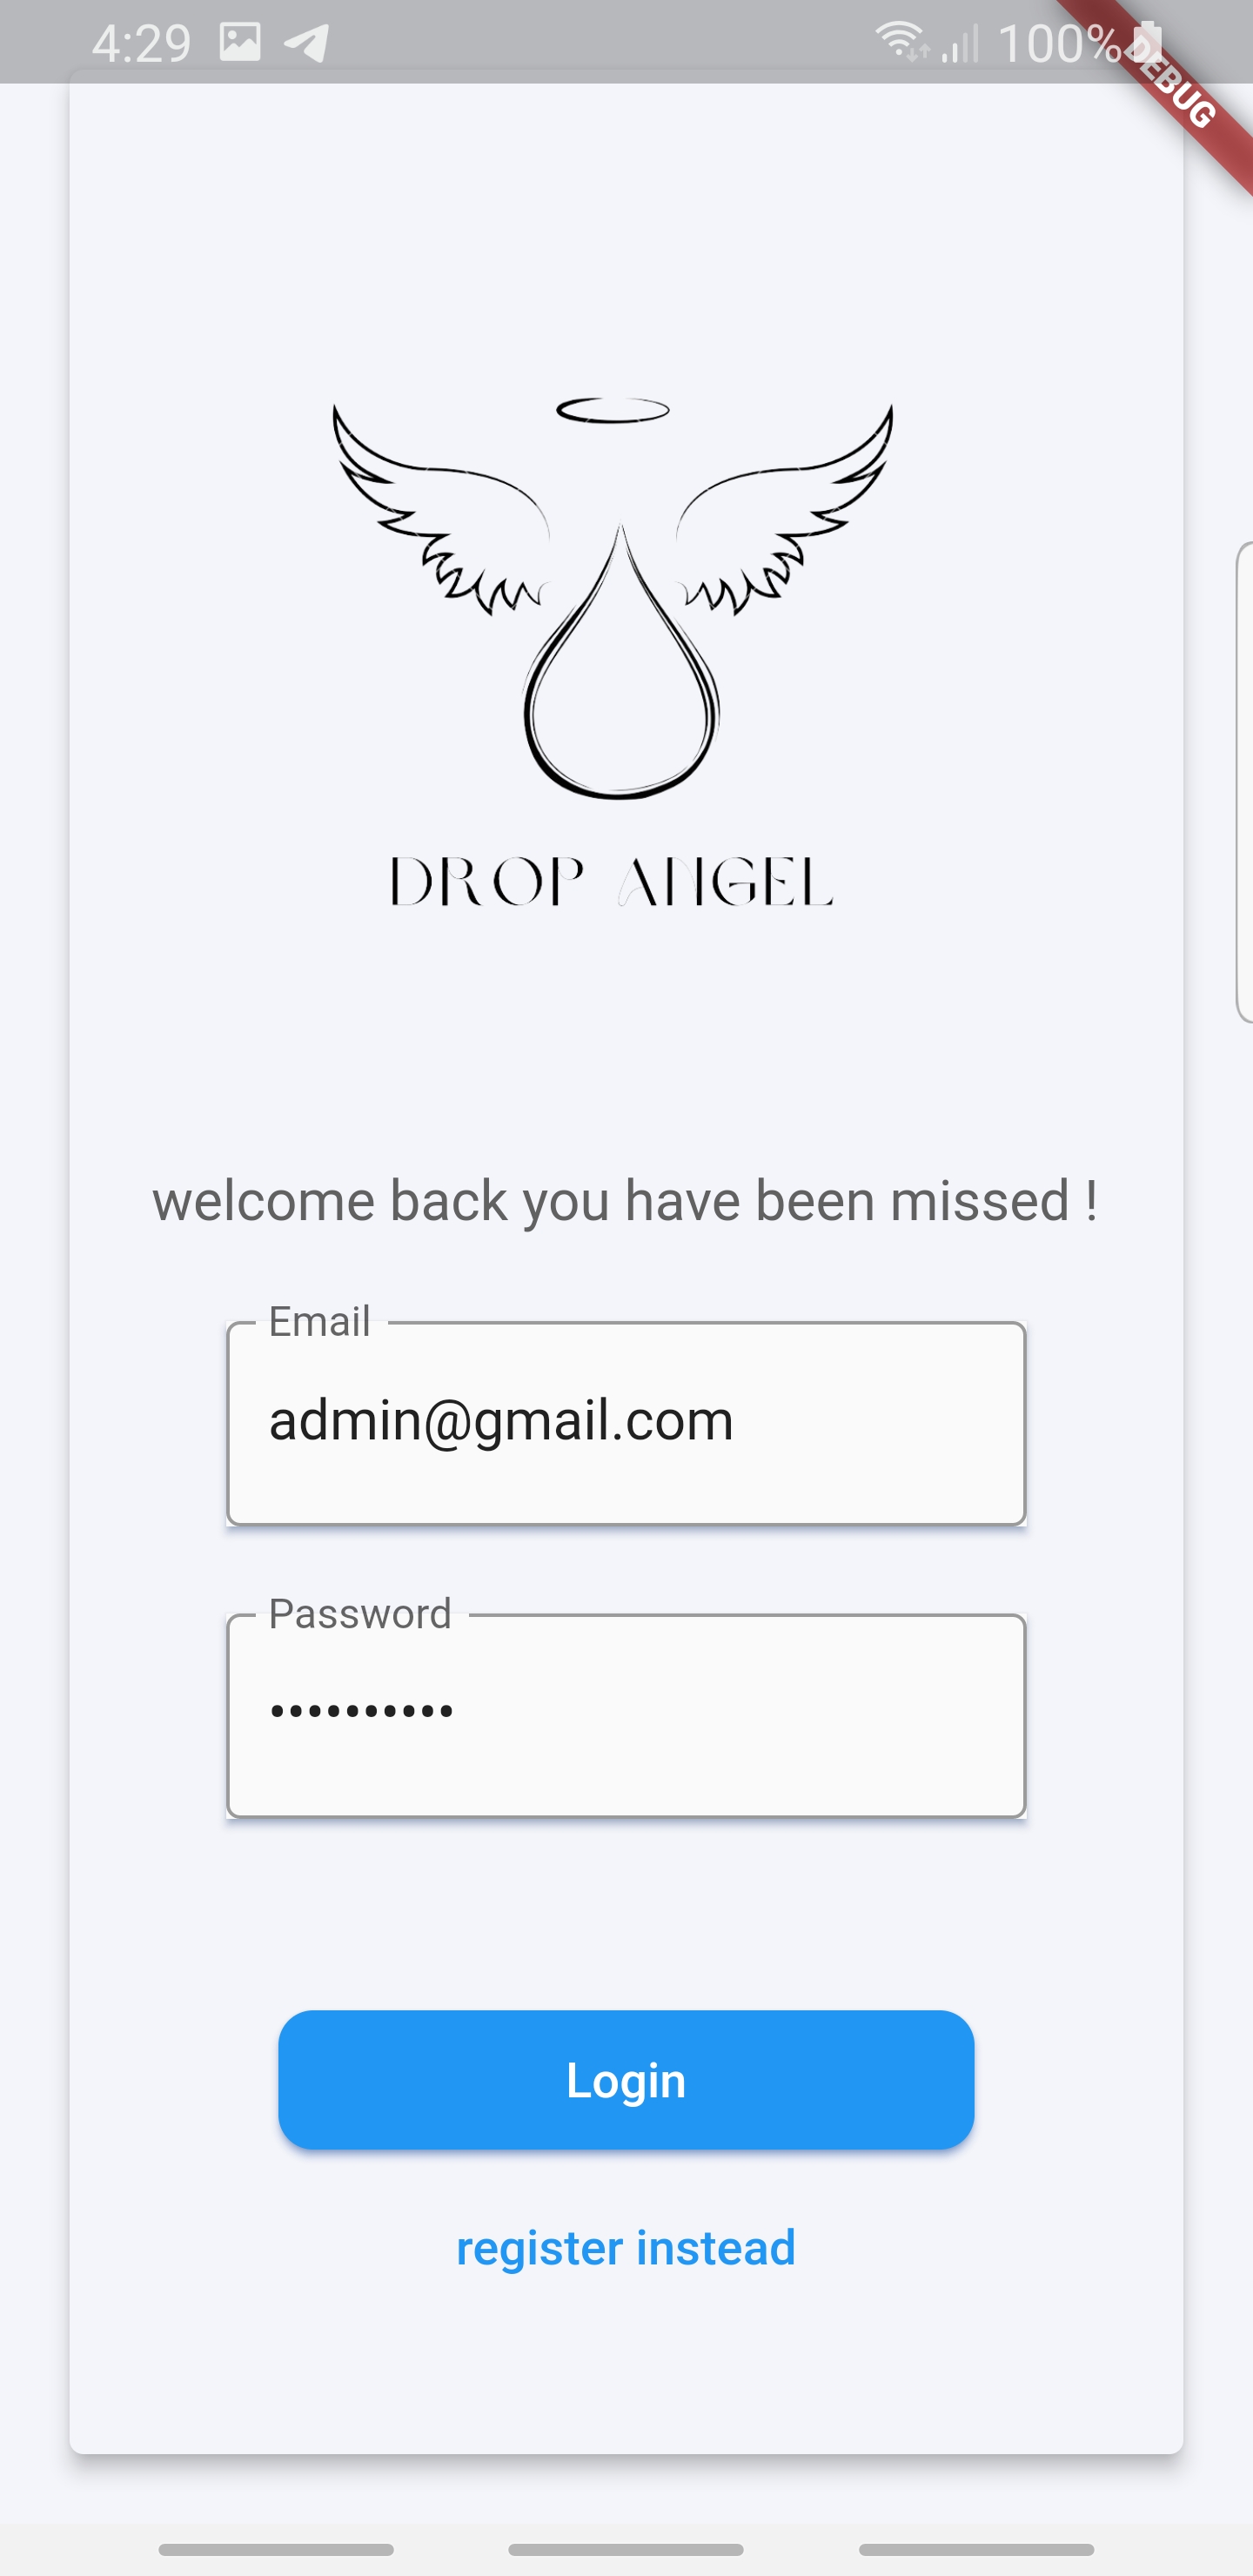 4:29 100%
DEBUG
DROP ANGEL
welcome back you have been missed !
Email
admin@gmail.com
Password
••••••••••
Login
register instead